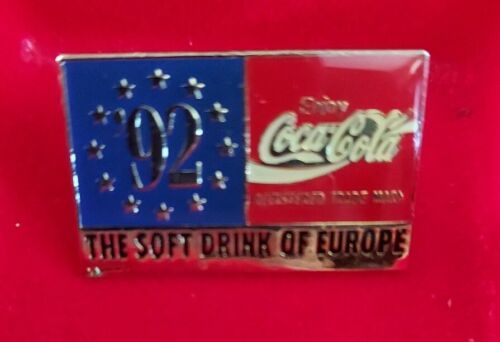 '92
Enjoy
Coca-Cola
REGISTERED TRADE MARK
THE SOFT DRINK OF EUROPE